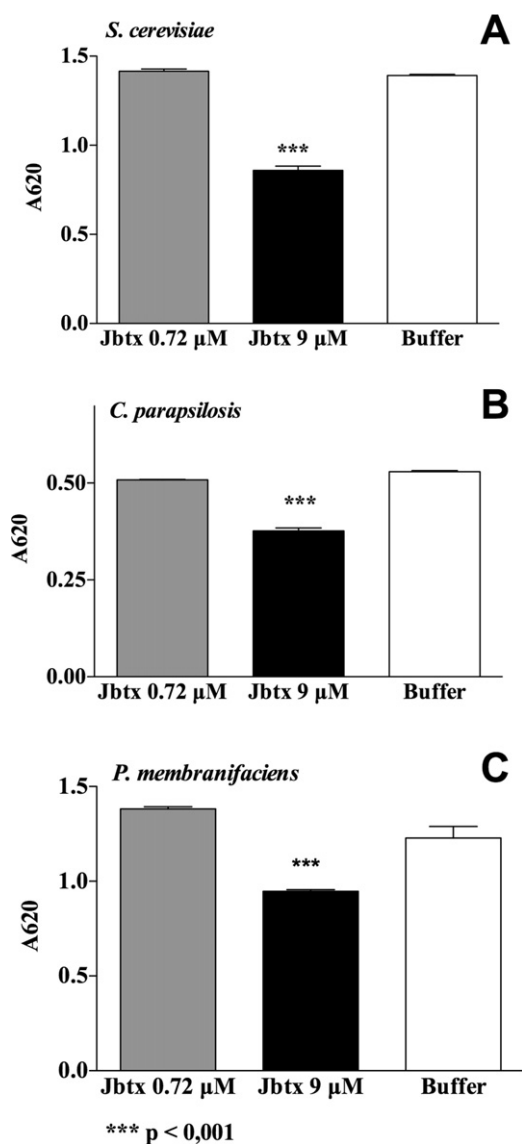 S. cerevisiae A
1.5
1.0
0.5
0.0
A620
***
Jbtx 0.72 µM Jbtx 9 µM Buffer
C. parapsilosis B
0.50
0.25
0.00
A620
***
Jbtx 0.72 µM Jbtx 9 µM Buffer
P. membranifaciens C
1.5
1.0
0.5
0.0
A620
***
Jbtx 0.72 µM Jbtx 9 µM Buffer
*** p < 0,001